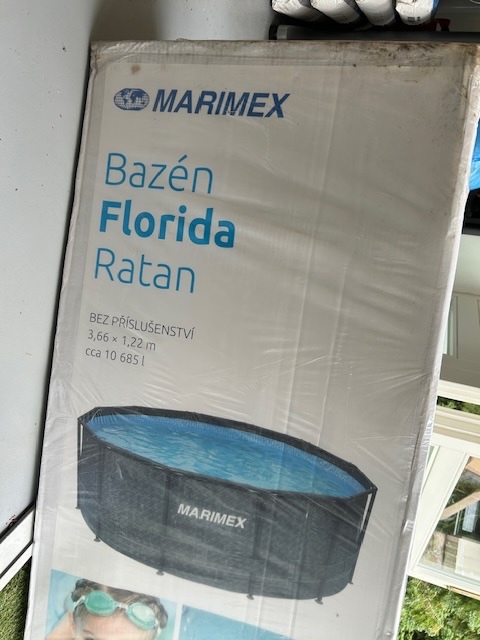 MARIMEX
Bazén
Florida
Ratan
BEZ PŘÍSLUŠENSTVÍ
3,66 × 1,22 m
cca 10 685 l
MARIMEX